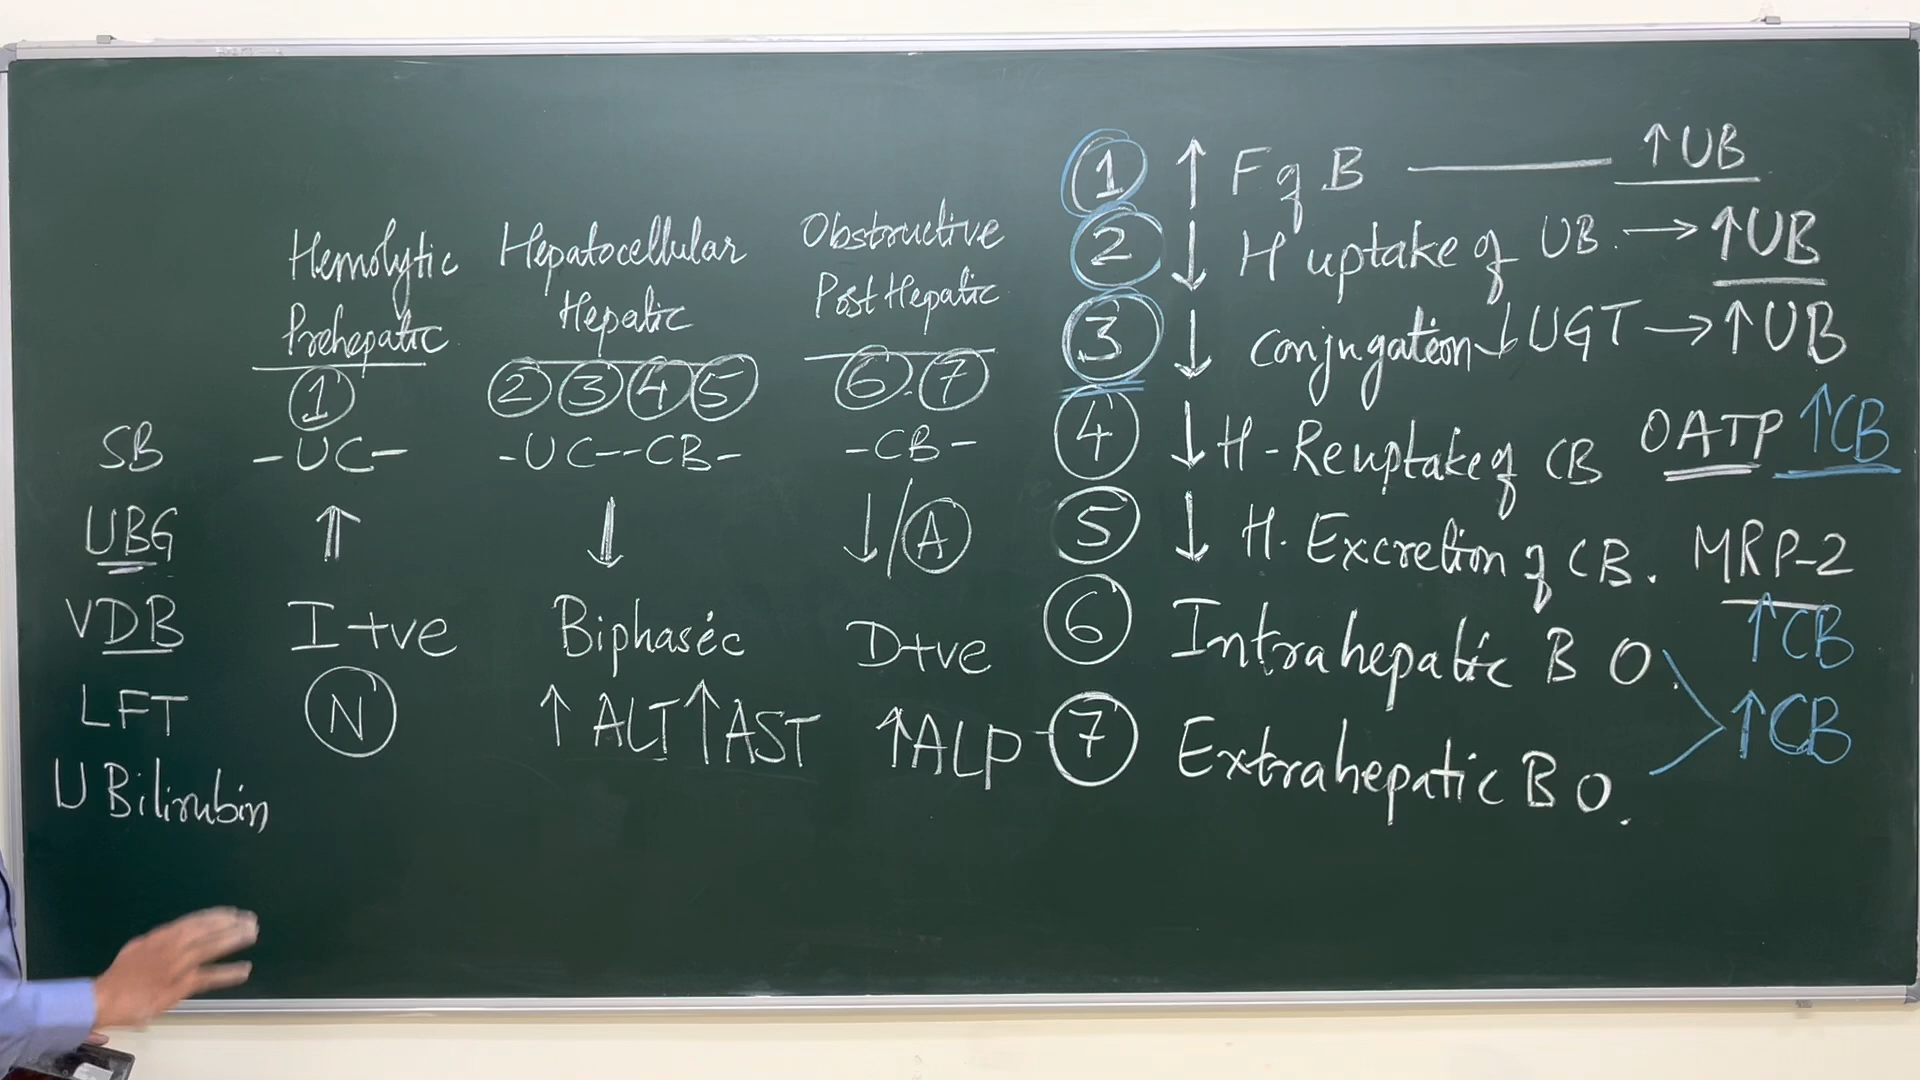 Hemolytic Hepatocellular Obstructive
Prehepatic Hepatic Post Hepatic
① ② ③ ④ ⑤ ⑥ . ⑦
SB - UC - - UC - - CB - - CB -
UBG ⇑ ↓ ↓/Ⓐ
VDB I+ve Biphasic D+ve
LFT Ⓝ ↑ ALT ↑ AST ↑ ALP
U Bilirubin
① ↑ F of B — ↑ UB
② ↓ H uptake of UB. → ↑ UB
③ ↓ Conjugation ↓ UGT → ↑ UB
④ ↓ H - Reuptake of CB OATP ↑ CB
⑤ ↓ H. Excretion of CB. MRP-2
↑ CB
⑥ Intrahepatic B O.
⑦ Extrahepatic B O.
↑ CB